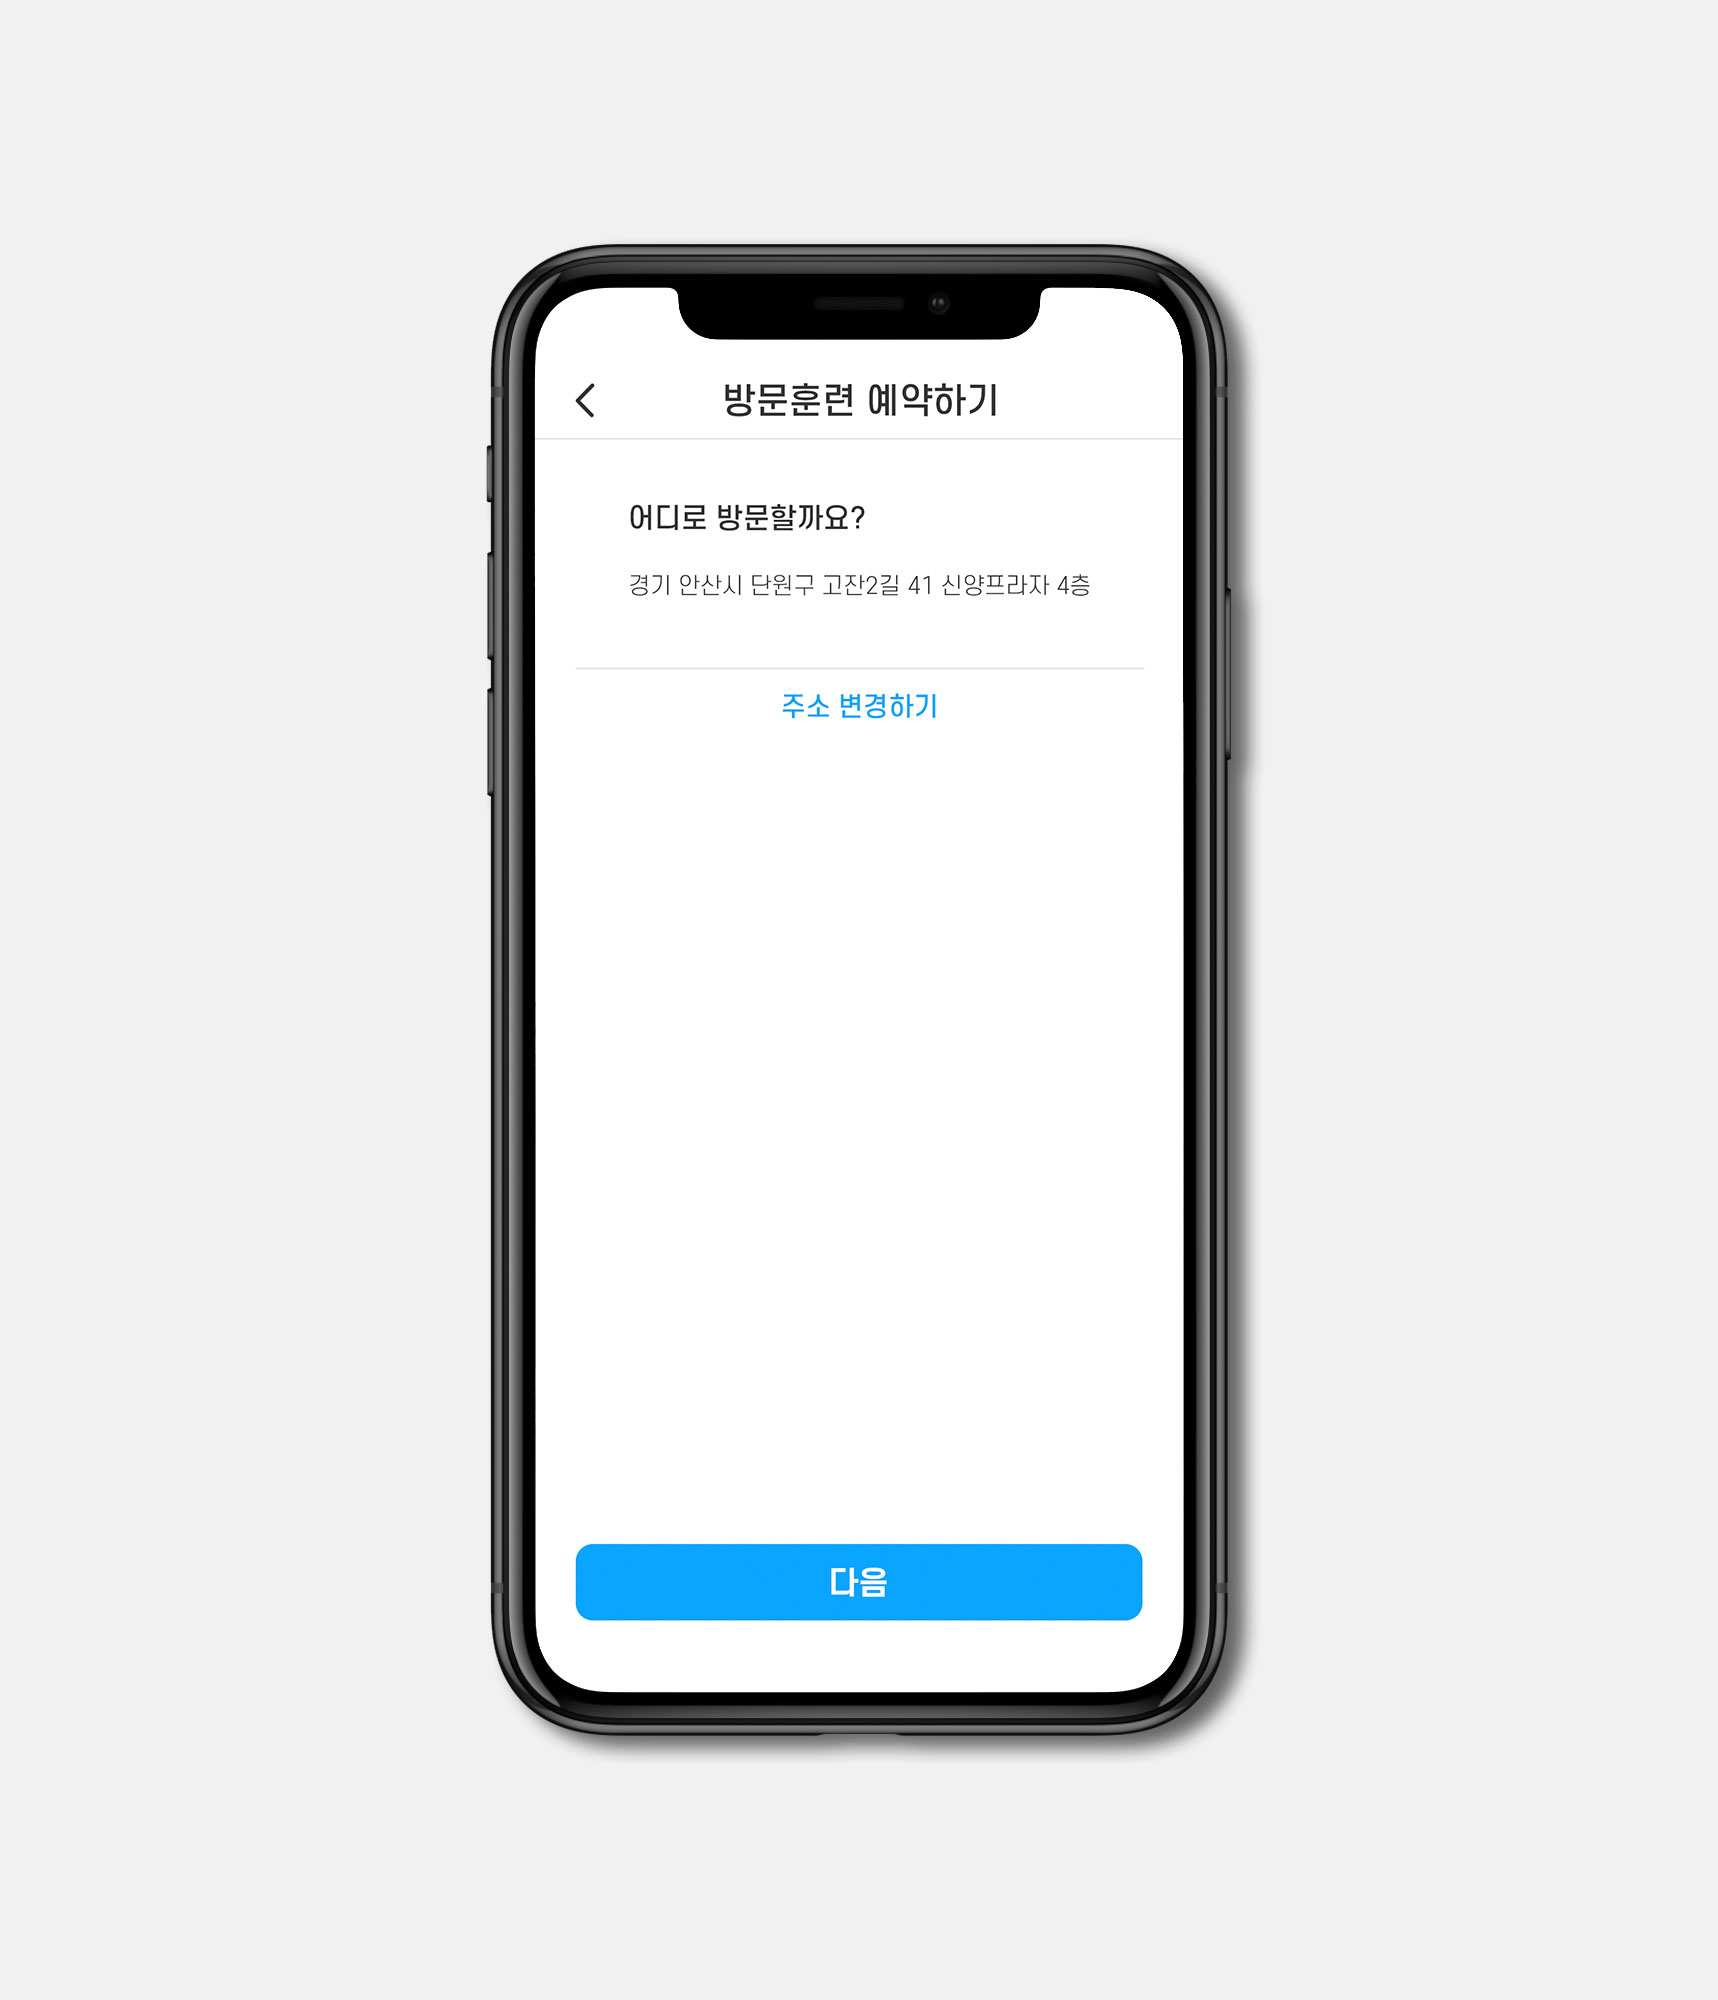 방문훈련 예약하기
어디로 방문할까요?
경기 안산시 단원구 고잔2길 41 신양프라자 4층
주소 변경하기
다음